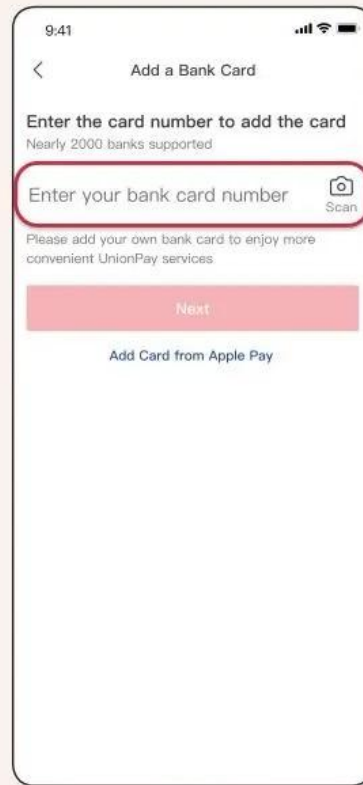 9:41
Add a Bank Card
Enter the card number to add the card
Nearly 2000 banks supported
Enter your bank card number
Scan
Please add your own bank card to enjoy more
convenient UnionPay services
Next
Add Card from Apple Pay